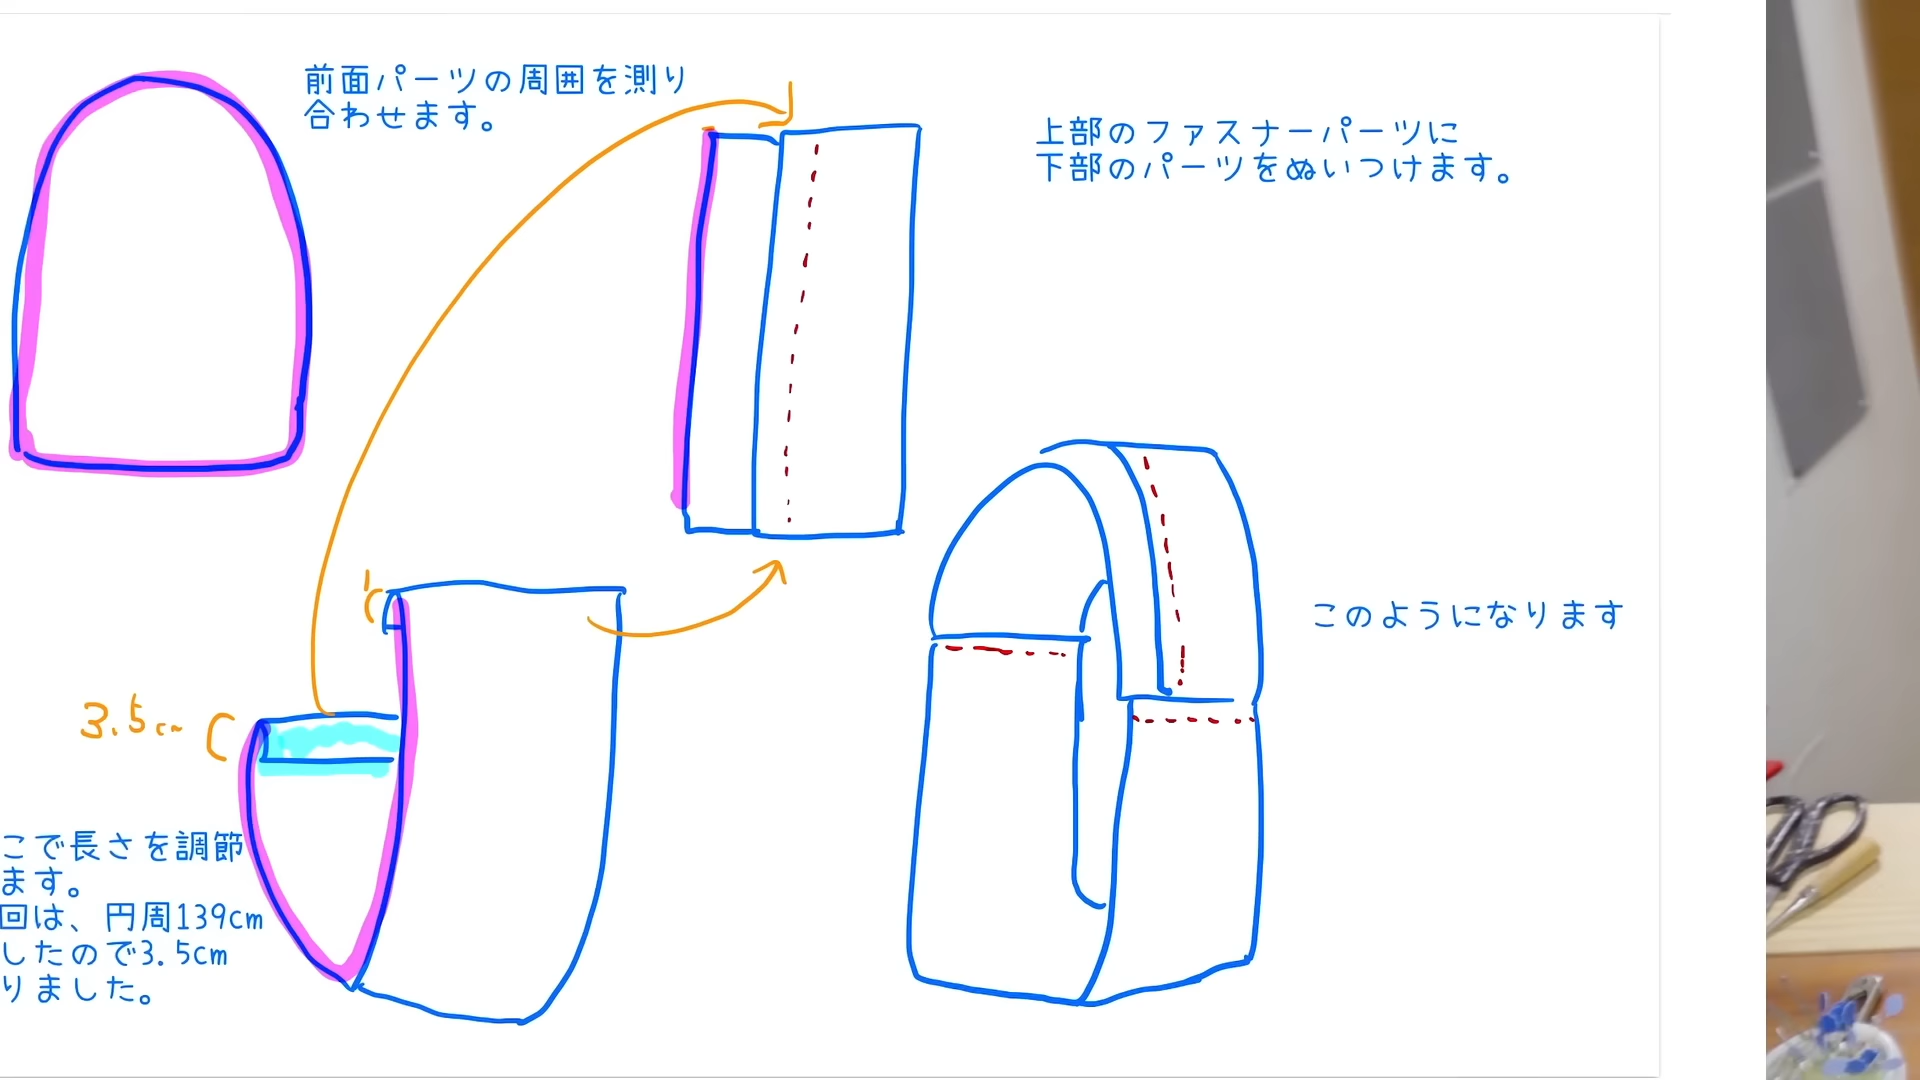 前面パーツの周囲を測り
合わせます。
上部のファスナーパーツに
下部のパーツをぬいつけます。
このようになります
3.5cm
こで長さを調節
ます。
回は、円周139cm
したので3.5cm
りました。